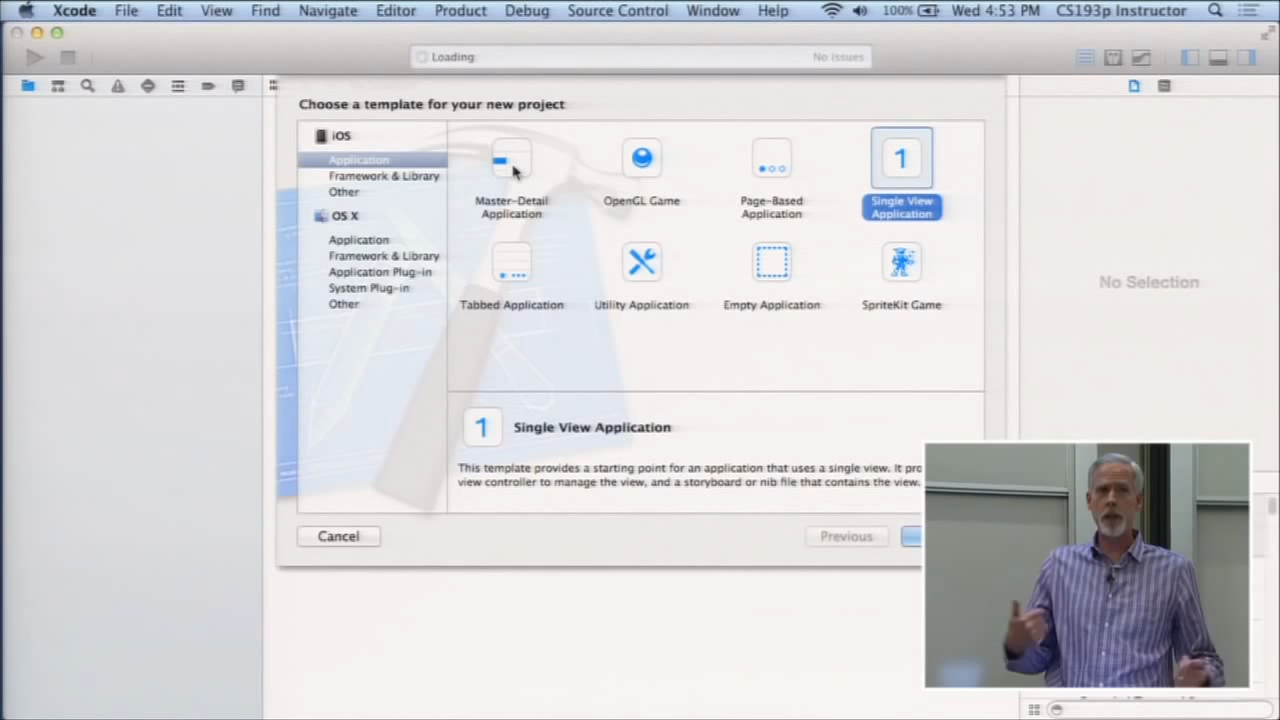 Xcode File Edit View Find Navigate Editor Product Debug Source Control Window Help 100% Wed 4:53 PM CS193p Instructor
Loading
No Issues
Choose a template for your new project
iOS
Application
Framework & Library
Other
OS X
Application
Framework & Library
Application Plug-in
System Plug-in
Other
Master-Detail
Application
OpenGL Game
Page-Based
Application
1
Single View
Application
Tabbed Application
Utility Application
Empty Application
SpriteKit Game
No Selection
1
Single View Application
This template provides a starting point for an application that uses a single view. It pro
view controller to manage the view, and a storyboard or nib file that contains the view.
Cancel
Previous